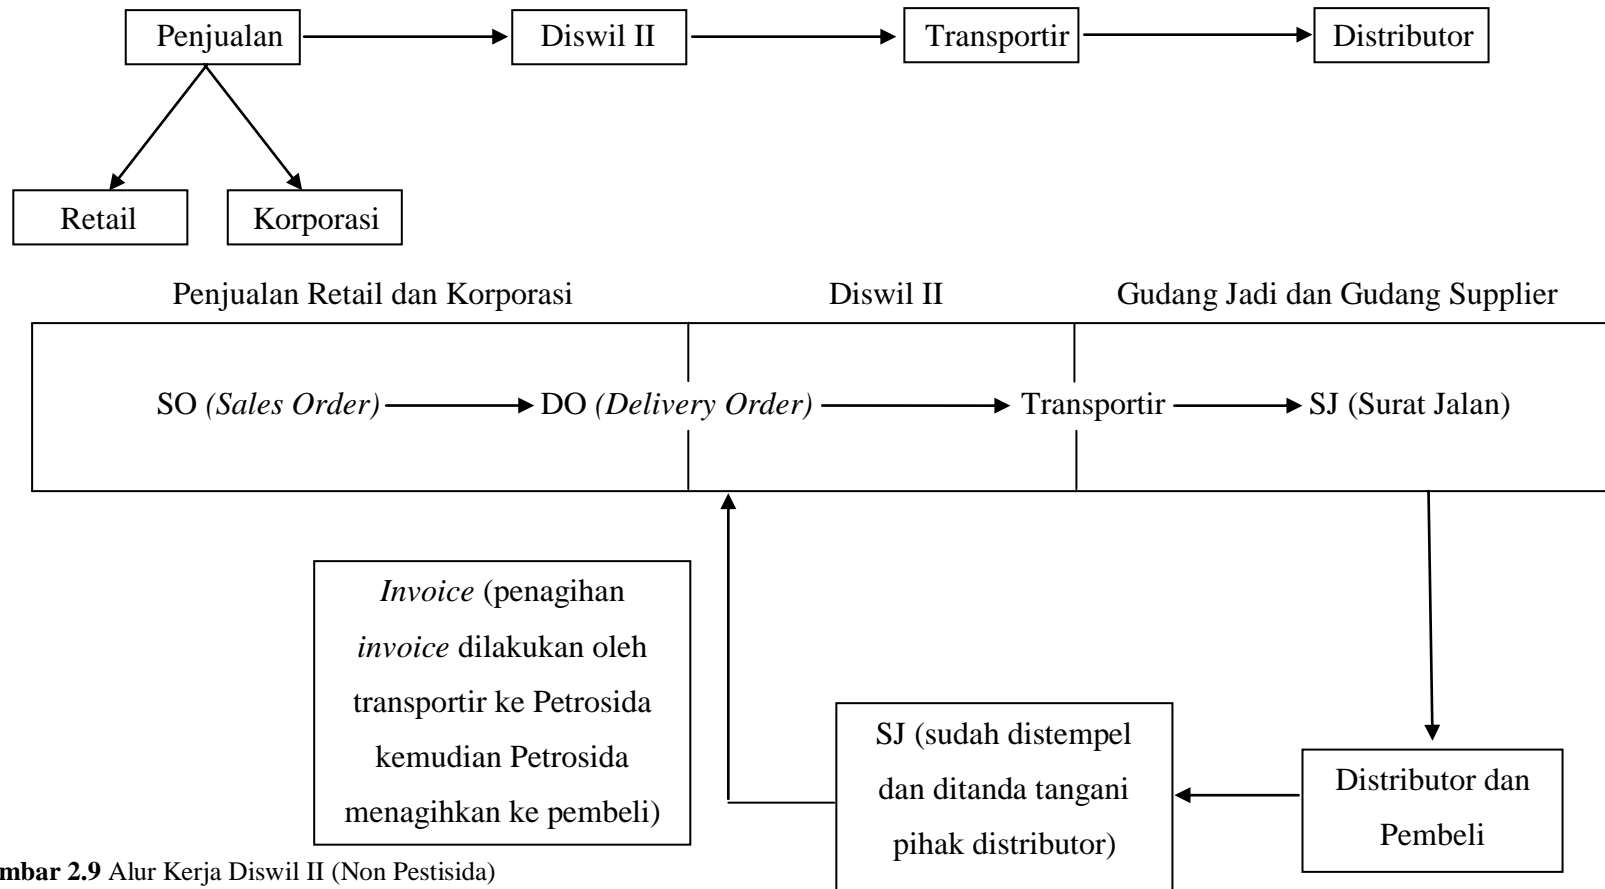 Penjualan
Diswil II
Transportir
Distributor
Retail
Korporasi
Penjualan Retail dan Korporasi
Diswil II
Gudang Jadi dan Gudang Supplier
SO (Sales Order)
DO (Delivery Order)
Transportir
SJ (Surat Jalan)
Invoice (penagihan
invoice dilakukan oleh
transportir ke Petrosida
kemudian Petrosida
menagihkan ke pembeli)
SJ (sudah distempel
dan ditanda tangani
pihak distributor)
Distributor dan
Pembeli
mbar 2.9 Alur Kerja Diswil II (Non Pestisida)